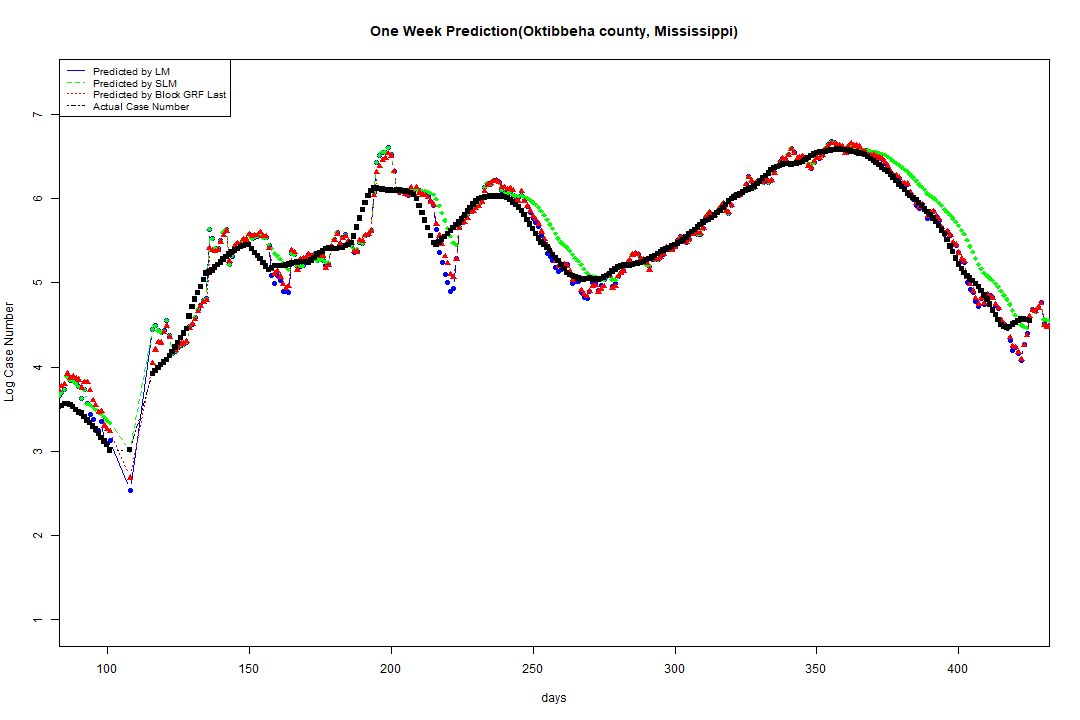 One Week Prediction(Oktibbeha county, Mississippi)
Predicted by LM
Predicted by SLM
Predicted by Block GRF Last
Actual Case Number
Log Case Number
7
6
5
4
3
2
1
100 150 200 250 300 350 400
days